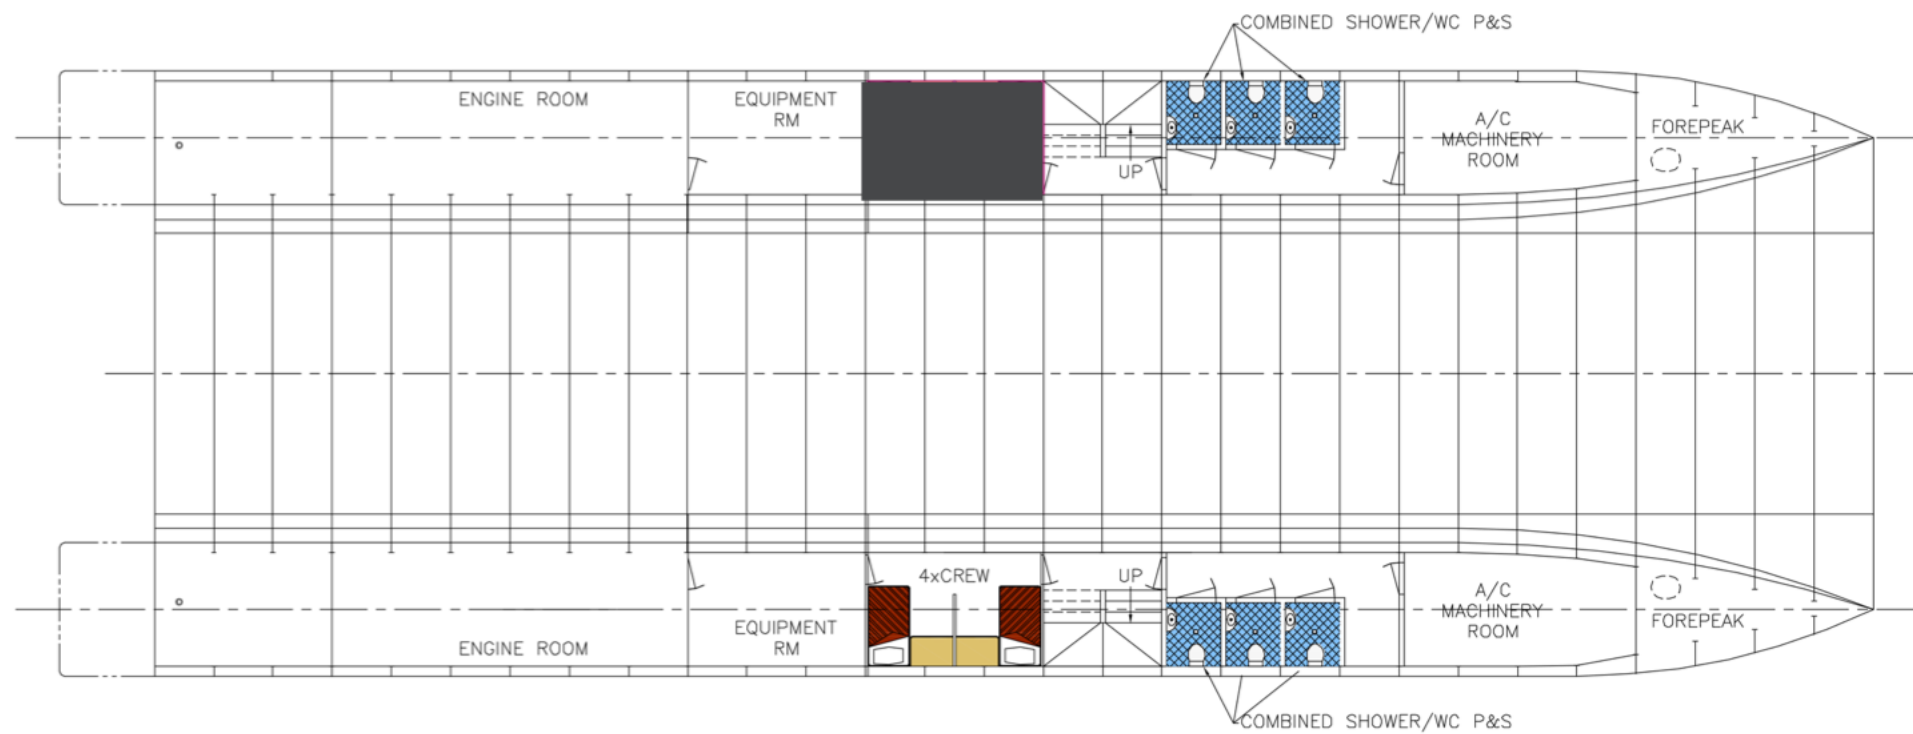 COMBINED SHOWER/WC P&S
ENGINE ROOM
EQUIPMENT
RM
UP
A/C
MACHINERY
ROOM
FOREPEAK
4xCREW
UP
ENGINE ROOM
EQUIPMENT
RM
A/C
MACHINERY
ROOM
FOREPEAK
COMBINED SHOWER/WC P&S